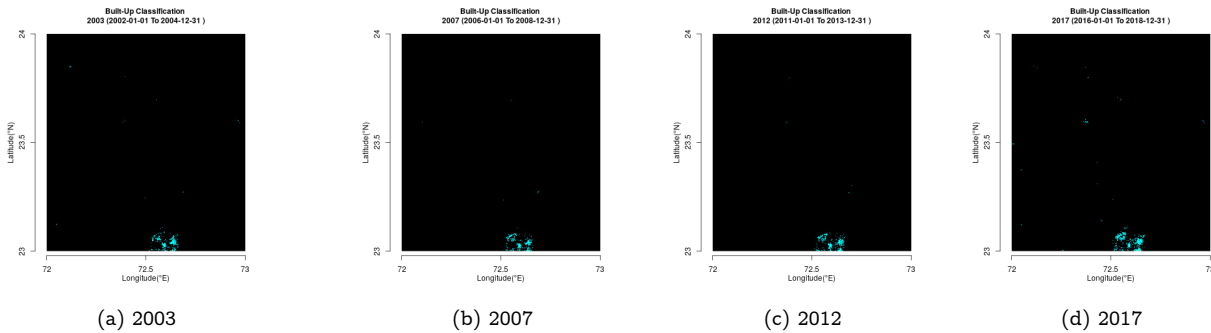 Built-Up Classification
2003 (2002-01-01 To 2004-12-31 )
24
23.5
23
Latitude(°N)
72
72.5
73
Longitude(°E)
(a) 2003
Built-Up Classification
2007 (2006-01-01 To 2008-12-31 )
24
23.5
23
Latitude(°N)
72
72.5
73
Longitude(°E)
(b) 2007
Built-Up Classification
2012 (2011-01-01 To 2013-12-31 )
24
23.5
23
Latitude(°N)
72
72.5
73
Longitude(°E)
(c) 2012
Built-Up Classification
2017 (2016-01-01 To 2018-12-31 )
24
23.5
23
Latitude(°N)
72
72.5
73
Longitude(°E)
(d) 2017